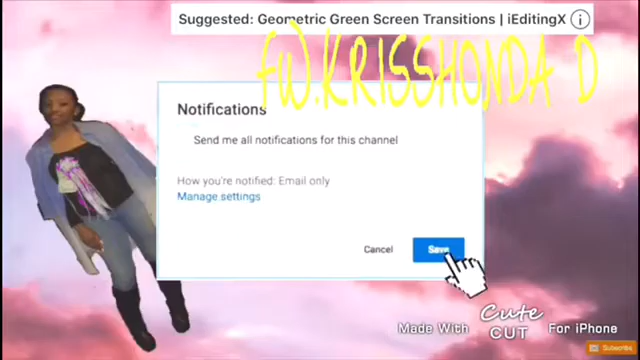 Suggested: Geometric Green Screen Transitions | iEditingX
fW.KRISSHONDA D
Notifications
Send me all notifications for this channel
How you're notified: Email only
Manage settings
Cancel
Save
Made With Cute CUT For iPhone
Subscribe